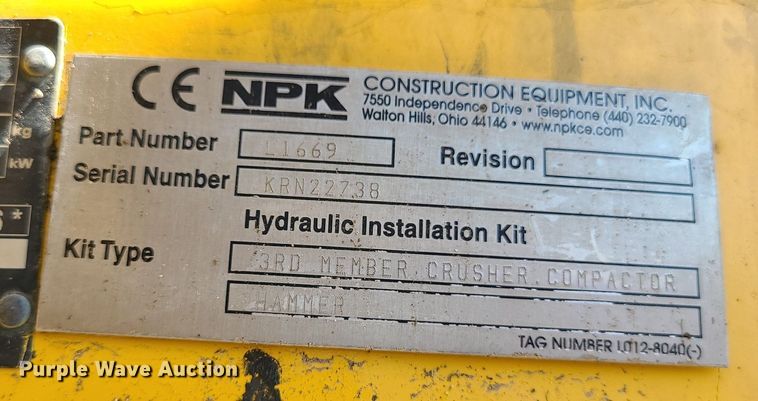 CE NPK CONSTRUCTION EQUIPMENT, INC.
7550 Independence Drive • Telephone (440) 232-7900
Walton Hills, Ohio 44146 • www.npkce.com
Part Number L1669 Revision
Serial Number KRN22738
Hydraulic Installation Kit
Kit Type 3RD MEMBER, CRUSHER, COMPACTOR
HAMMER
TAG NUMBER L012-8040(-)
kg
kW
S*
Purple Wave Auction